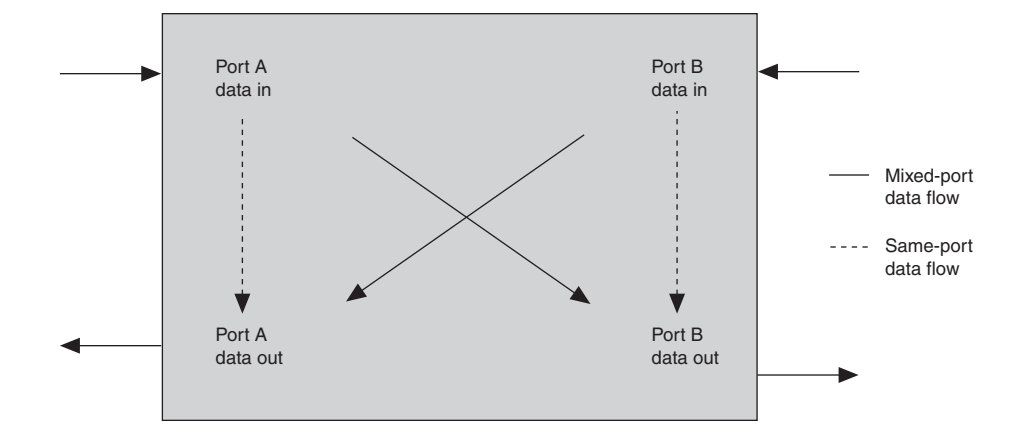 Port A
data in
Port B
data in
Mixed-port
data flow
Same-port
data flow
Port A
data out
Port B
data out